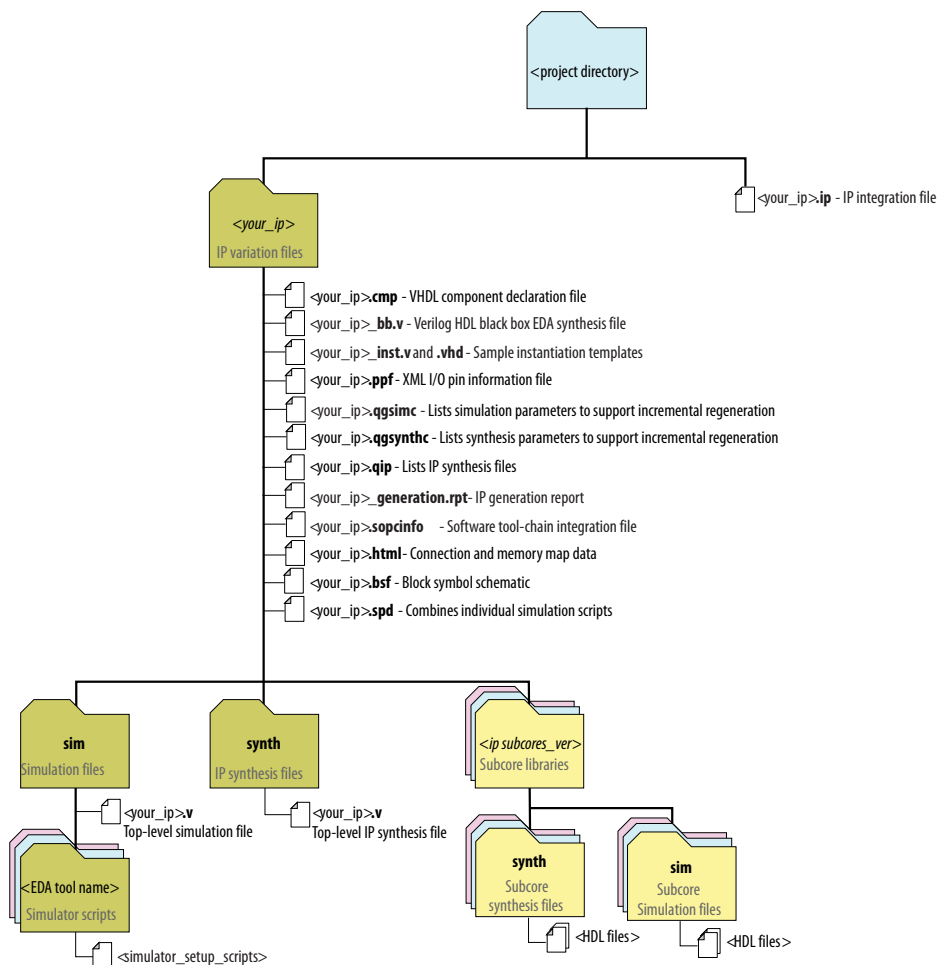 <project directory>
<your_ip>.ip - IP integration file
<your_ip>
IP variation files
<your_ip>.cmp - VHDL component declaration file
<your_ip>_bb.v - Verilog HDL black box EDA synthesis file
<your_ip>_inst.v and .vhd - Sample instantiation templates
<your_ip>.ppf - XML I/O pin information file
<your_ip>.qgsimc - Lists simulation parameters to support incremental regeneration
<your_ip>.qgsynthc - Lists synthesis parameters to support incremental regeneration
<your_ip>.qip - Lists IP synthesis files
<your_ip>_generation.rpt- IP generation report
<your_ip>.sopcinfo - Software tool-chain integration file
<your_ip>.html- Connection and memory map data
<your_ip>.bsf - Block symbol schematic
<your_ip>.spd - Combines individual simulation scripts
sim
Simulation files
<your_ip>.v
Top-level simulation file
<EDA tool name>
Simulator scripts
<simulator_setup_scripts>
synth
IP synthesis files
<your_ip>.v
Top-level IP synthesis file
<ip subcores_ver>
Subcore libraries
synth
Subcore
synthesis files
<HDL files>
sim
Subcore
Simulation files
<HDL files>